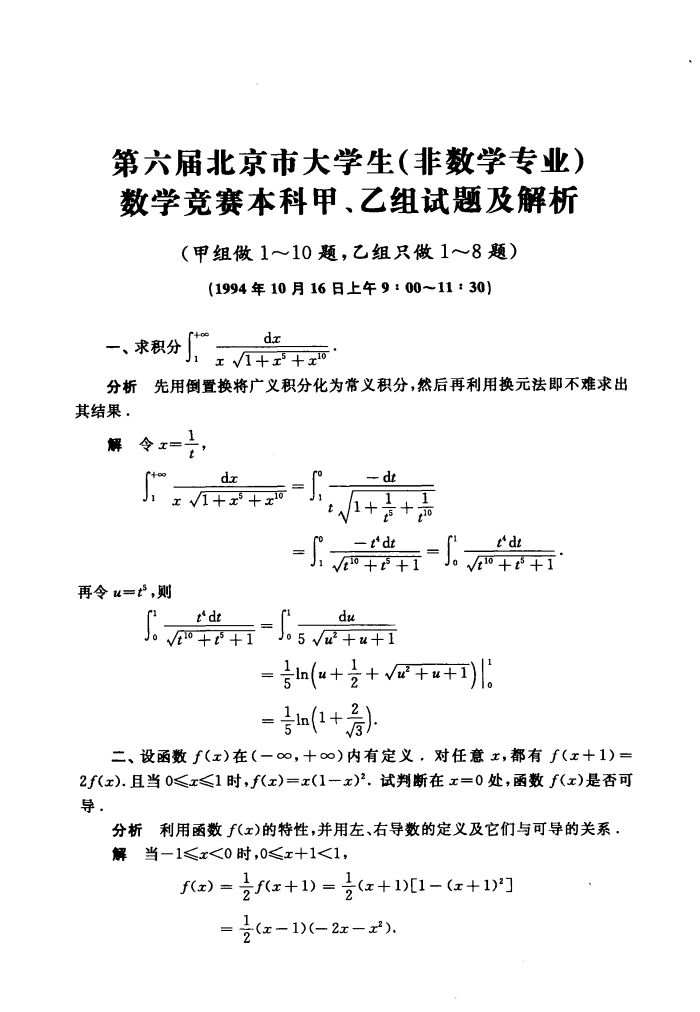 第六届北京市大学生(非数学专业)
数学竞赛本科甲、乙组试题及解析
(甲组做 1～10 题,乙组只做 1～8 题)
(1994 年 10 月 16 日上午 9:00～11:30)
一、求积分 $\int_1^{+\infty} \frac{dx}{x\sqrt{1+x^5+x^{10}}}$.
分析 先用倒置换将广义积分化为常义积分,然后再利用换元法即不难求出
其结果.
解 令 $x=\frac{1}{t}$,
$\int_1^{+\infty} \frac{dx}{x\sqrt{1+x^5+x^{10}}} = \int_1^0 \frac{-dt}{t\sqrt{1+\frac{1}{t^5}+\frac{1}{t^{10}}}}$
$= \int_1^0 \frac{-t^4dt}{\sqrt{t^{10}+t^5+1}} = \int_0^1 \frac{t^4dt}{\sqrt{t^{10}+t^5+1}}$.
再令 $u=t^5$,则
$\int_0^1 \frac{t^4dt}{\sqrt{t^{10}+t^5+1}} = \int_0^1 \frac{du}{5\sqrt{u^2+u+1}}$
$= \frac{1}{5}\ln\left(u+\frac{1}{2}+\sqrt{u^2+u+1}\right)\Big|_0^1$
$= \frac{1}{5}\ln\left(1+\frac{2}{\sqrt{3}}\right)$.
二、设函数 f(x)在(－∞,＋∞)内有定义. 对任意 x,都有 f(x+1)=
2f(x).且当 0≤x≤1 时,$f(x)=x(1-x)^2$. 试判断在 x=0 处,函数 f(x)是否可
导.
分析 利用函数 f(x)的特性,并用左、右导数的定义及它们与可导的关系.
解 当－1≤x<0 时,0≤x+1<1,
$f(x) = \frac{1}{2}f(x+1) = \frac{1}{2}(x+1)[1-(x+1)^2]$
$= \frac{1}{2}(x-1)(-2x-x^2)$.